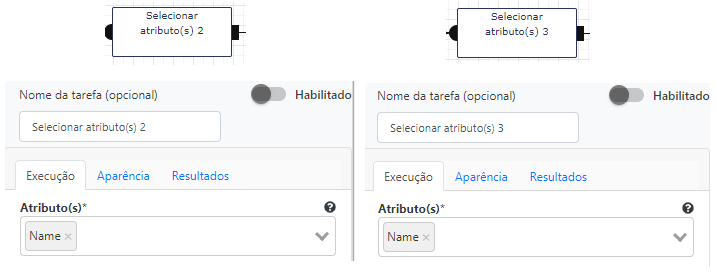 Selecionar
atributo(s) 2
Selecionar
atributo(s) 3
Nome da tarefa (opcional)
Habilitado
Selecionar atributo(s) 2
Execução Aparência Resultados
Atributo(s)*
Name ×
Nome da tarefa (opcional)
Habilitado
Selecionar atributo(s) 3
Execução Aparência Resultados
Atributo(s)*
Name ×